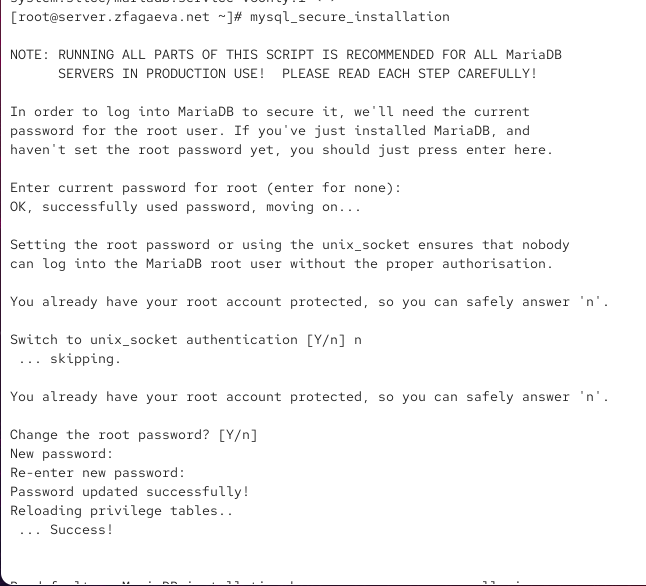 [root@server.zfagaeva.net ~]# mysql_secure_installation
NOTE: RUNNING ALL PARTS OF THIS SCRIPT IS RECOMMENDED FOR ALL MariaDB
SERVERS IN PRODUCTION USE!  PLEASE READ EACH STEP CAREFULLY!
In order to log into MariaDB to secure it, we'll need the current
password for the root user. If you've just installed MariaDB, and
haven't set the root password yet, you should just press enter here.
Enter current password for root (enter for none):
OK, successfully used password, moving on...
Setting the root password or using the unix_socket ensures that nobody
can log into the MariaDB root user without the proper authorisation.
You already have your root account protected, so you can safely answer 'n'.
Switch to unix_socket authentication [Y/n] n
... skipping.
You already have your root account protected, so you can safely answer 'n'.
Change the root password? [Y/n]
New password:
Re-enter new password:
Password updated successfully!
Reloading privilege tables..
... Success!